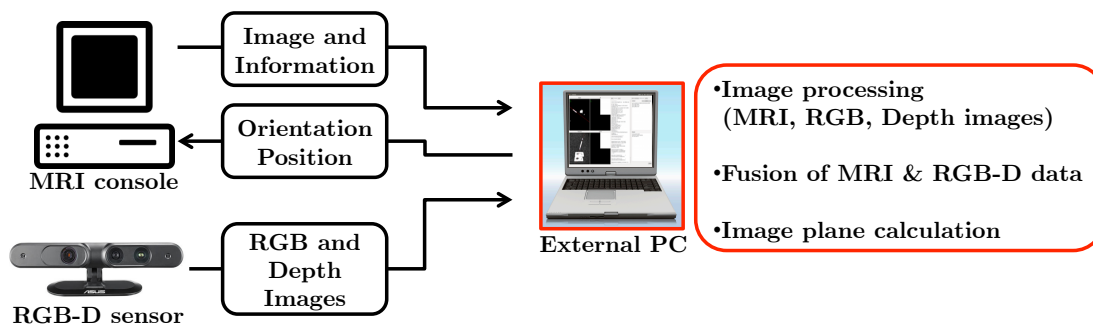 Image and
Information
Orientation
Position
MRI console
RGB and
Depth
Images
ASUS
RGB-D sensor
External PC
•Image processing
(MRI, RGB, Depth images)
•Fusion of MRI & RGB-D data
•Image plane calculation